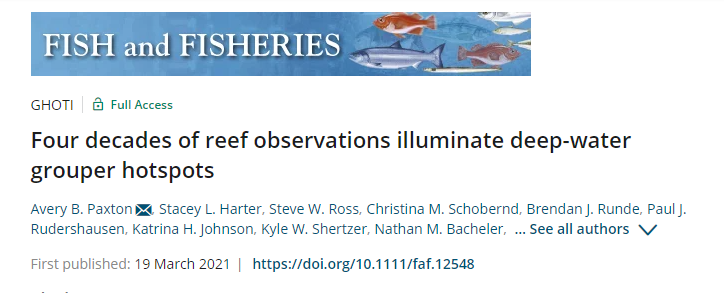 FISH and FISHERIES
GHOTI Full Access
Four decades of reef observations illuminate deep-water
grouper hotspots
Avery B. Paxton, Stacey L. Harter, Steve W. Ross, Christina M. Schobernd, Brendan J. Runde, Paul J.
Rudershausen, Katrina H. Johnson, Kyle W. Shertzer, Nathan M. Bacheler, ... See all authors
First published: 19 March 2021 | https://doi.org/10.1111/faf.12548